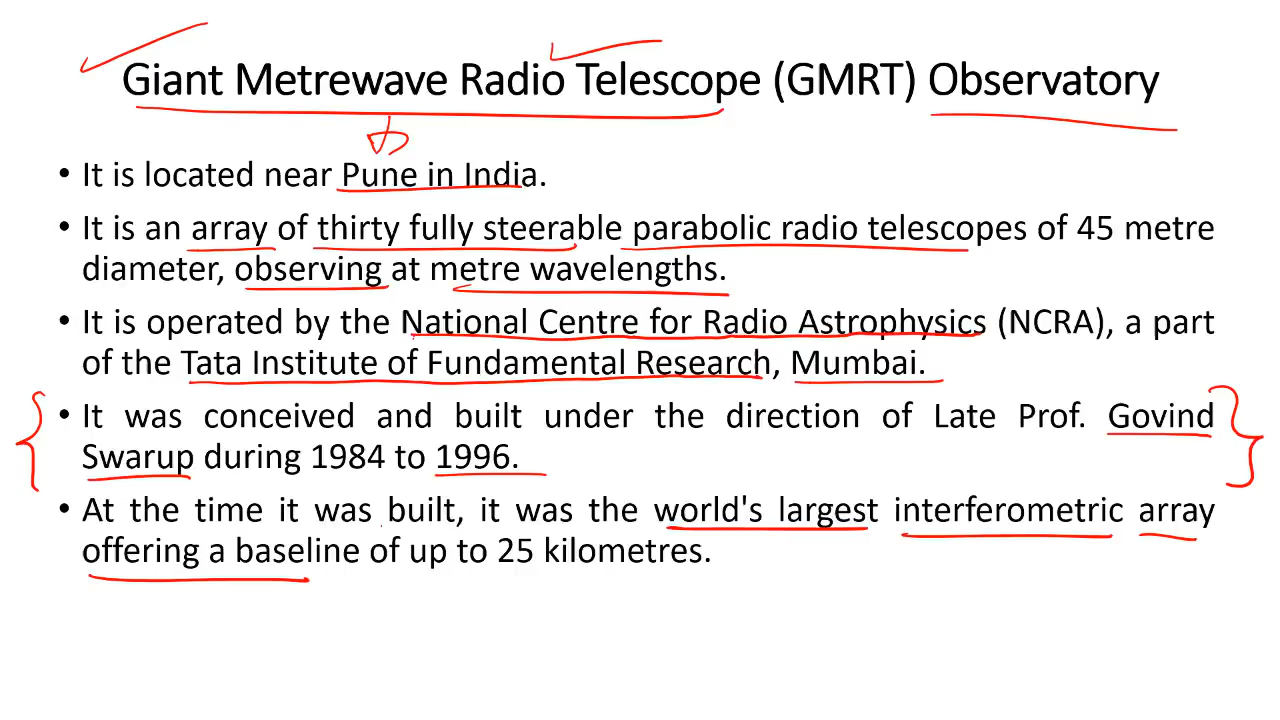 Giant Metrewave Radio Telescope (GMRT) Observatory
• It is located near Pune in India.
• It is an array of thirty fully steerable parabolic radio telescopes of 45 metre
diameter, observing at metre wavelengths.
• It is operated by the National Centre for Radio Astrophysics (NCRA), a part
of the Tata Institute of Fundamental Research, Mumbai.
• It was conceived and built under the direction of Late Prof. Govind
Swarup during 1984 to 1996.
• At the time it was built, it was the world's largest interferometric array
offering a baseline of up to 25 kilometres.